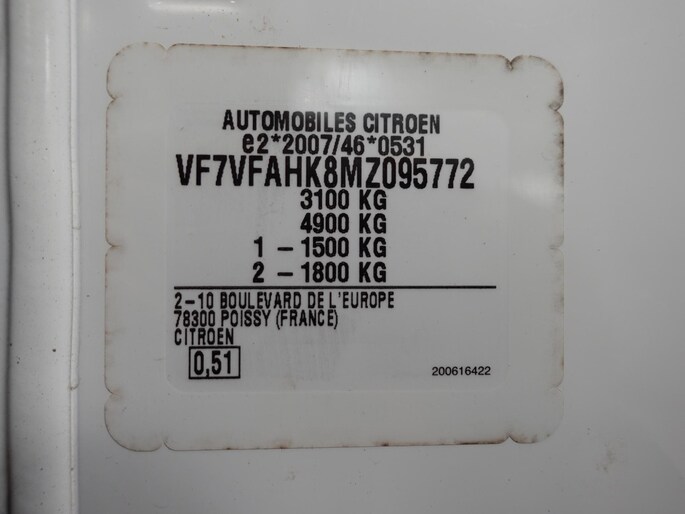 AUTOMOBILES CITROEN
e2*2007/46*0531
VF7VFAHK8MZ095772
3100 KG
4900 KG
1 – 1500 KG
2 – 1800 KG
2–10 BOULEVARD DE L'EUROPE
78300 POISSY (FRANCE)
CITROEN
0,51
200616422